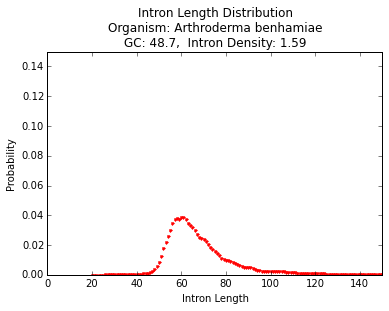 Intron Length Distribution
Organism: Arthroderma benhamiae
GC: 48.7,  Intron Density: 1.59
0.14
0.12
0.10
0.08
0.06
0.04
0.02
0.00
Probability
0 20 40 60 80 100 120 140
Intron Length